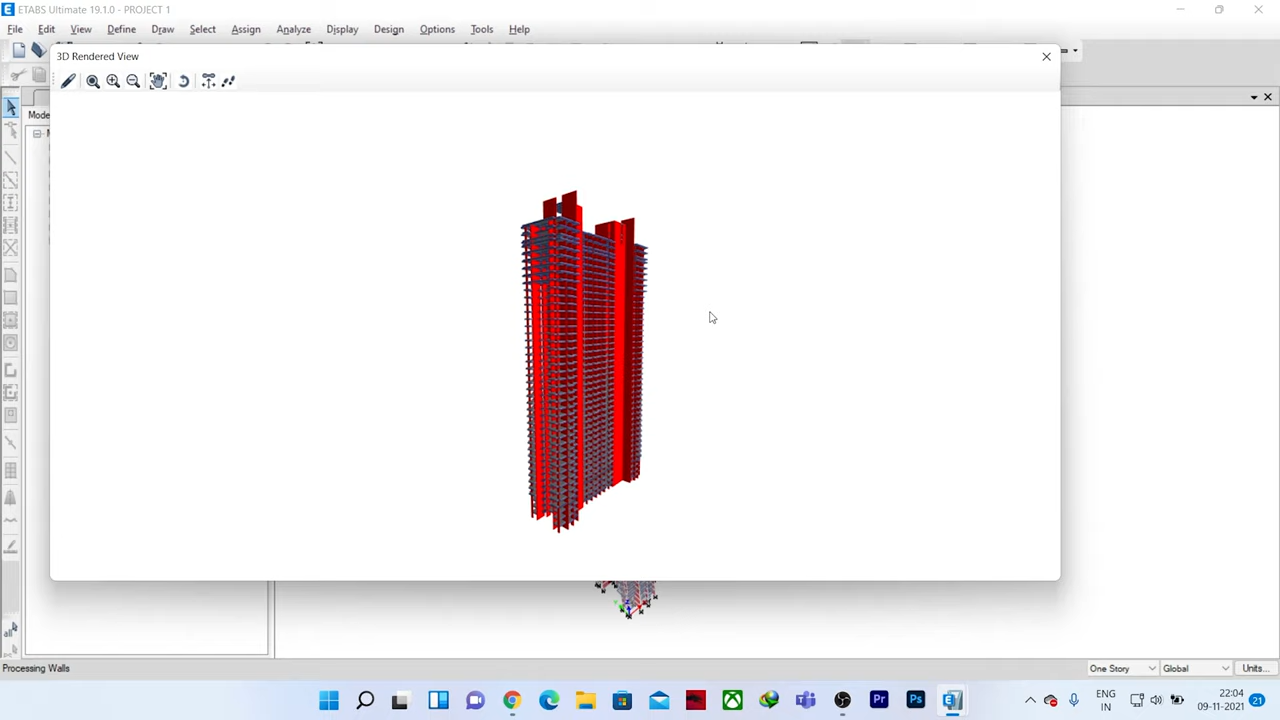 ETABS Ultimate 19.1.0 - PROJECT 1
File Edit View Define Draw Select Assign Analyze Display Design Options Tools Help
3D Rendered View
Mode
Processing Walls
One Story
Global
Units...
ENG
IN
22:04
09-11-2021
21